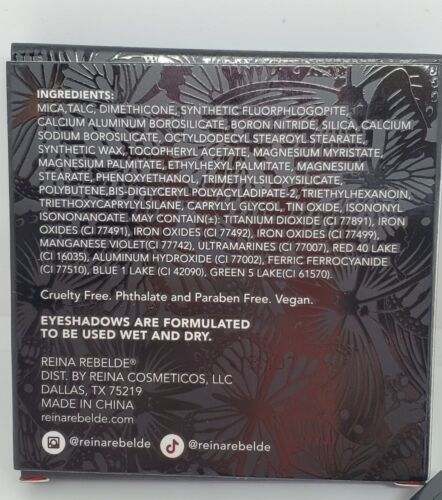 INGREDIENTS:
MICA,TALC, DIMETHICONE, SYNTHETIC FLUORPHLOGOPITE,
CALCIUM ALUMINUM BOROSILICATE, BORON NITRIDE, SILICA, CALCIUM
SODIUM BOROSILICATE, OCTYLDODECYL STEAROYL STEARATE,
SYNTHETIC WAX, TOCOPHERYL ACETATE, MAGNESIUM MYRISTATE,
MAGNESIUM PALMITATE, ETHYLHEXYL PALMITATE, MAGNESIUM
STEARATE, PHENOXYETHANOL, TRIMETHYLSILOXYSILICATE,
POLYBUTENE,BIS-DIGLYCERYL POLYACYLADIPATE-2, TRIETHYLHEXANOIN,
TRIETHOXYCAPRYLYLSILANE, CAPRYLYL GLYCOL, TIN OXIDE, ISONONYL
ISONONANOATE. MAY CONTAIN(±): TITANIUM DIOXIDE (CI 77891), IRON
OXIDES (CI 77491), IRON OXIDES (CI 77492), IRON OXIDES (CI 77499),
MANGANESE VIOLET(CI 77742), ULTRAMARINES (CI 77007), RED 40 LAKE
(CI 16035), ALUMINUM HYDROXIDE (CI 77002), FERRIC FERROCYANIDE
(CI 77510), BLUE 1 LAKE (CI 42090), GREEN 5 LAKE(CI 61570).
Cruelty Free. Phthalate and Paraben Free. Vegan.
EYESHADOWS ARE FORMULATED
TO BE USED WET AND DRY.
REINA REBELDE®
DIST. BY REINA COSMETICOS, LLC
DALLAS, TX 75219
MADE IN CHINA
reinarebelde.com
@reinarebelde @reinarebelde